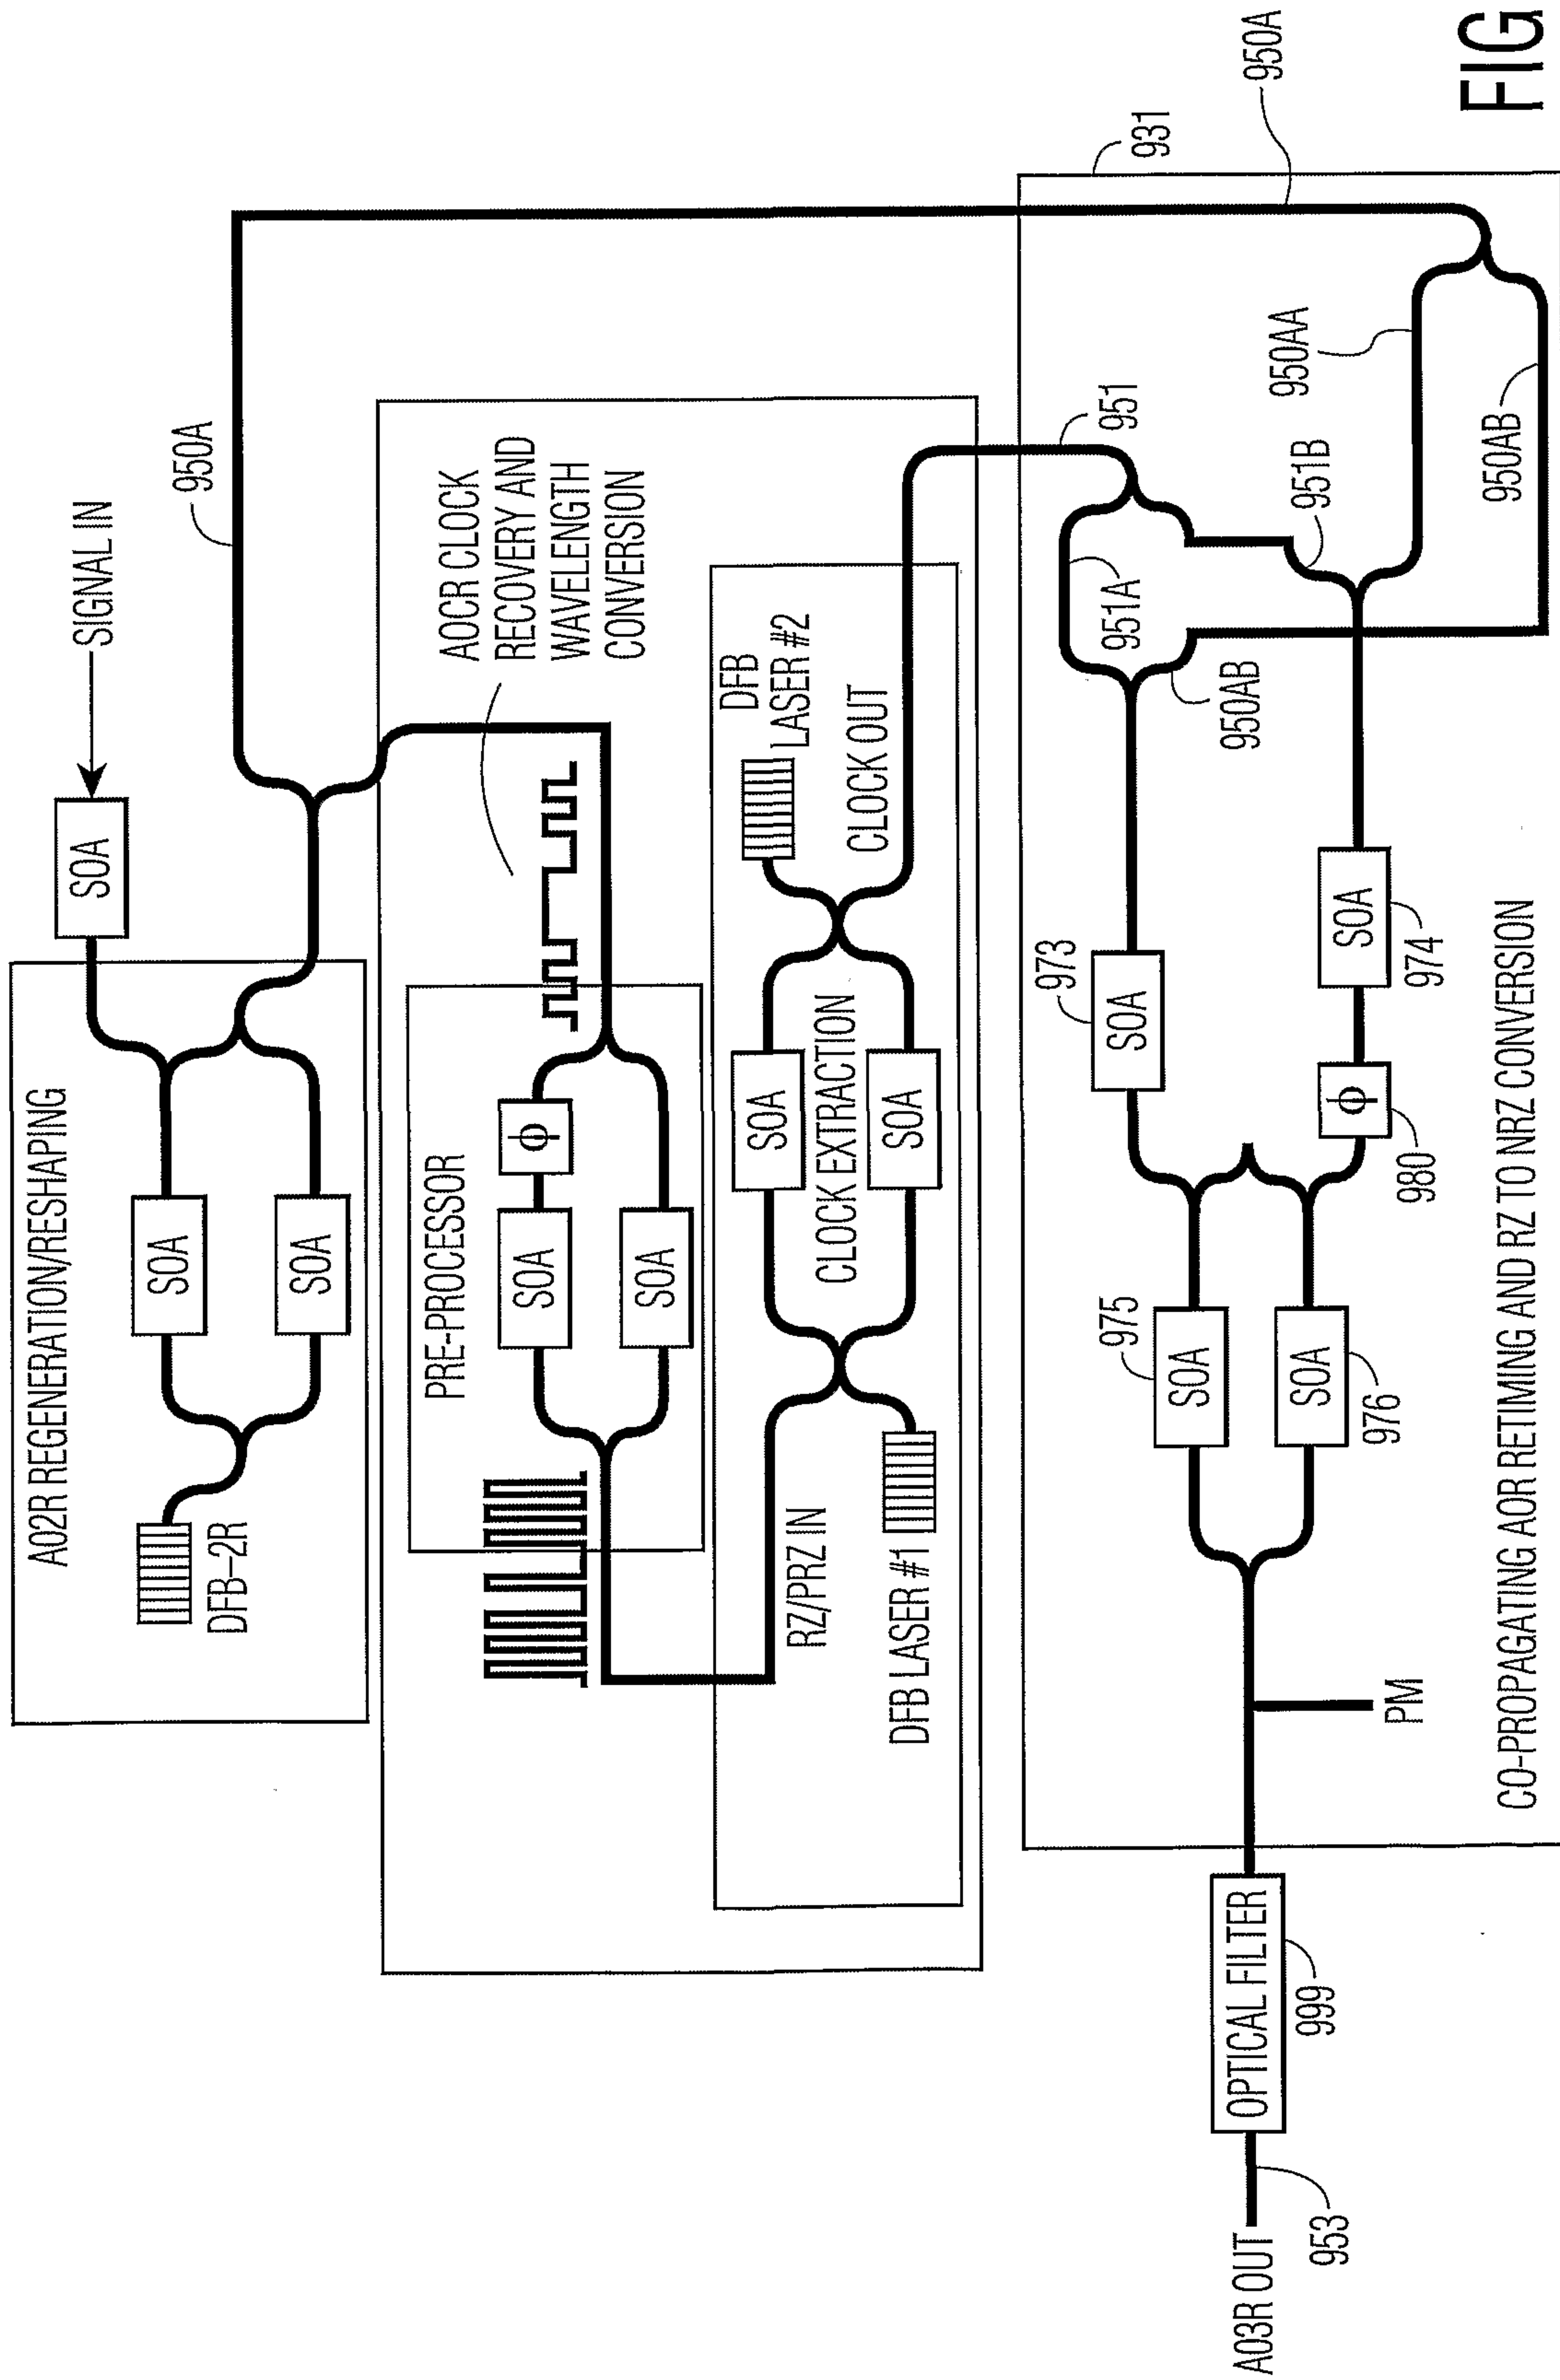 SIGNAL IN
SOA
950A
A02R REGENERATION/RESHAPING
SOA
SOA
DFB-2R
AOCR CLOCK
RECOVERY AND
WAVELENGTH
CONVERSION
PRE-PROCESSOR
ϕ
SOA
SOA
DFB
LASER #2
CLOCK OUT
SOA
CLOCK EXTRACTION
SOA
RZ/PRZ IN
DFB LASER #1
931
950A
951
951A
951B
950AA
950AB
950AB
973
SOA
SOA
974
ϕ
980
975
SOA
SOA
976
PM
OPTICAL FILTER
999
A03R OUT
953
CO-PROPAGATING AOR RETIMING AND RZ TO NRZ CONVERSION
FIG